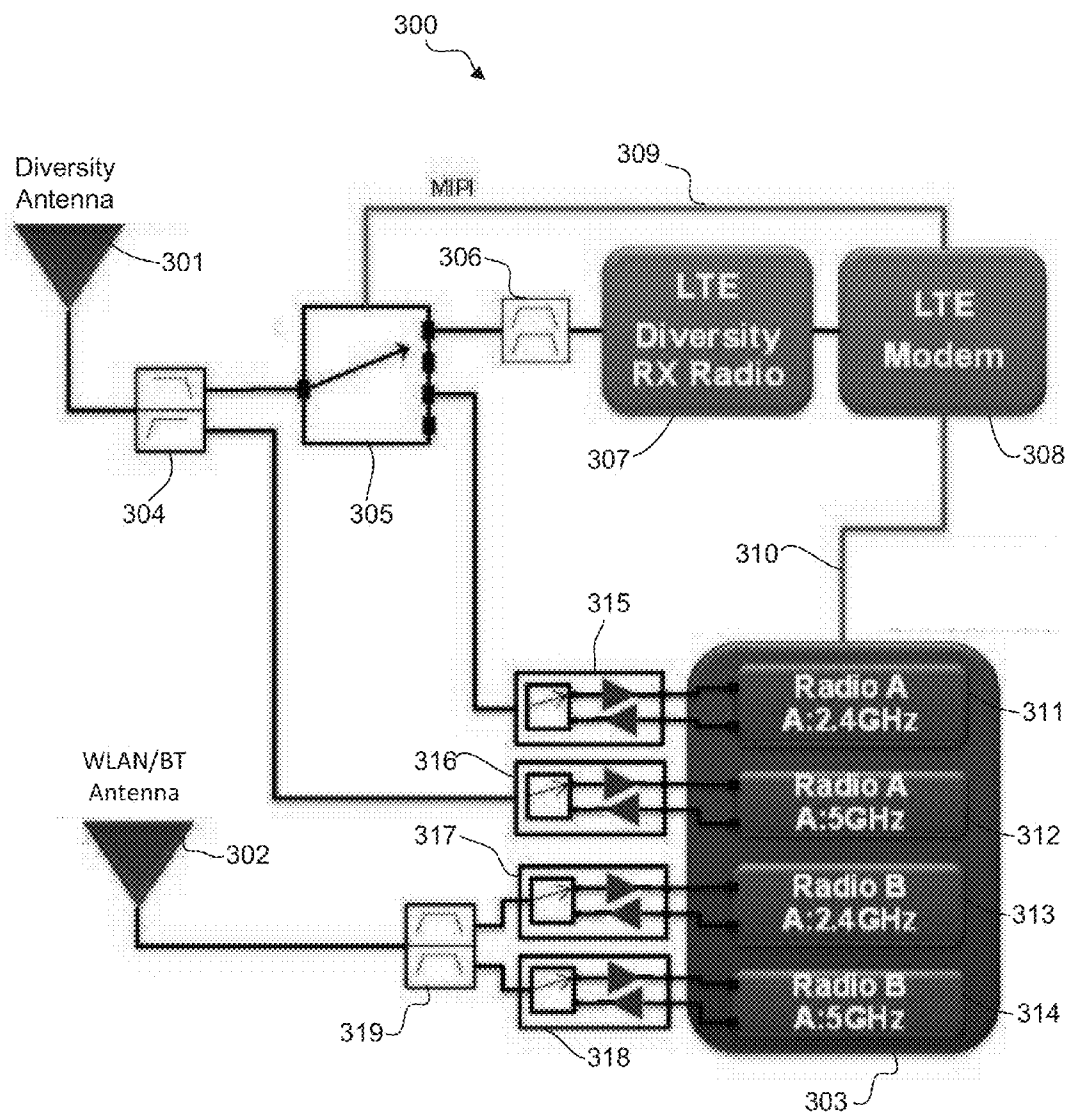 300
Diversity
Antenna
301
MIPI
309
306
LTE
Diversity
RX Radio
LTE
Modem
304
305
307
308
310
315
Radio A
A:2.4GHz
311
316
Radio A
A:5GHz
312
WLAN/BT
Antenna
302
317
Radio B
A:2.4GHz
313
Radio B
A:5GHz
314
319
318
303